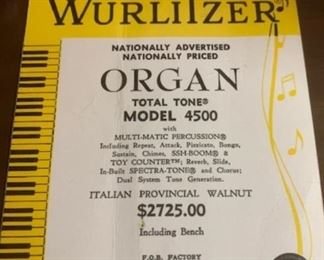 WURLITZER®
NATIONALLY ADVERTISED
NATIONALLY PRICED
ORGAN
TOTAL TONE®
MODEL 4500
with
MULTI-MATIC PERCUSSION®
Including Repeat, Attack, Pizzicato, Bongo,
Sustain, Chimes, SSH-BOOM® &
TOY COUNTER™; Reverb, Slide,
In-Built SPECTRA-TONE® and Chorus;
Dual System Tone Generation.
ITALIAN PROVINCIAL WALNUT
$2725.00
Including Bench
F.O.B. FACTORY